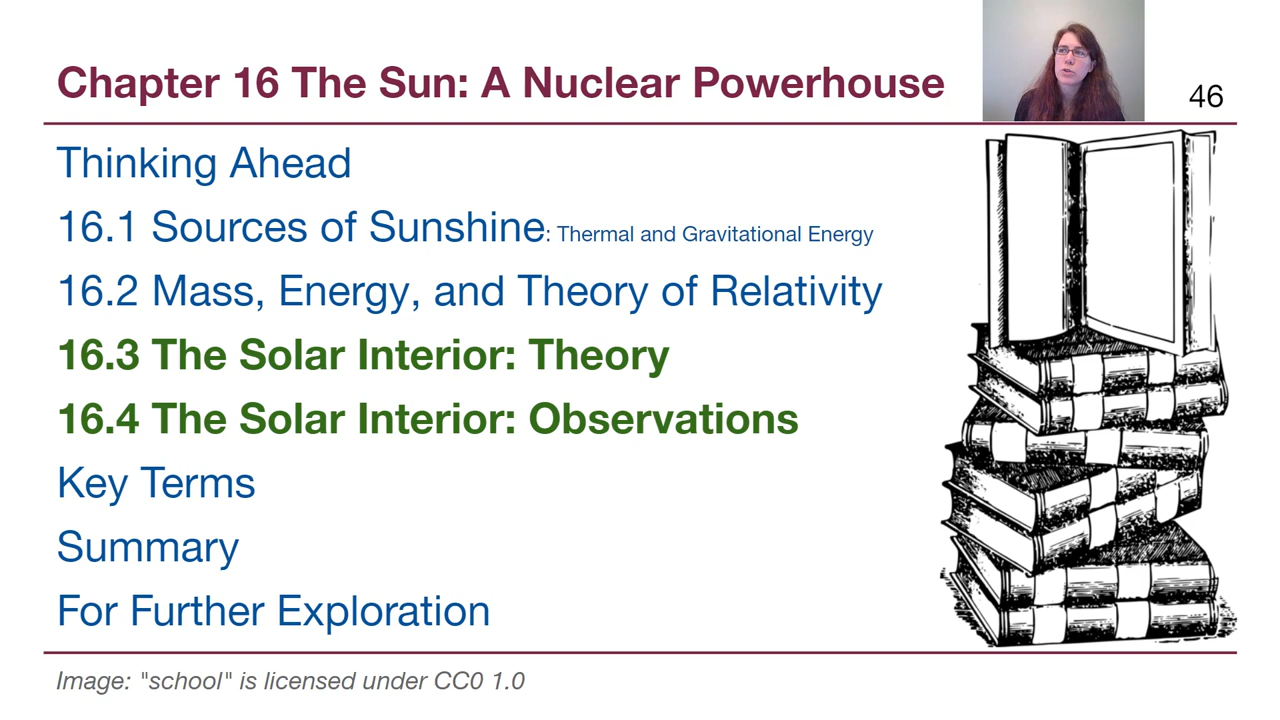 Chapter 16 The Sun: A Nuclear Powerhouse
46
Thinking Ahead
16.1 Sources of Sunshine: Thermal and Gravitational Energy
16.2 Mass, Energy, and Theory of Relativity
16.3 The Solar Interior: Theory
16.4 The Solar Interior: Observations
Key Terms
Summary
For Further Exploration
Image: "school" is licensed under CC0 1.0